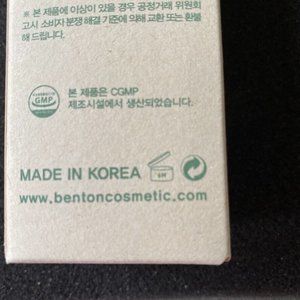 ※ 본 제품에 이상이 있을 경우 공정거래 위원회
고시 소비자 분쟁 해결 기준에 의해 교환 또는 환불
해 드립니다.
GMP
본 제품은 CGMP
제조시설에서 생산되었습니다.
MADE IN KOREA
www.bentoncosmetic.com